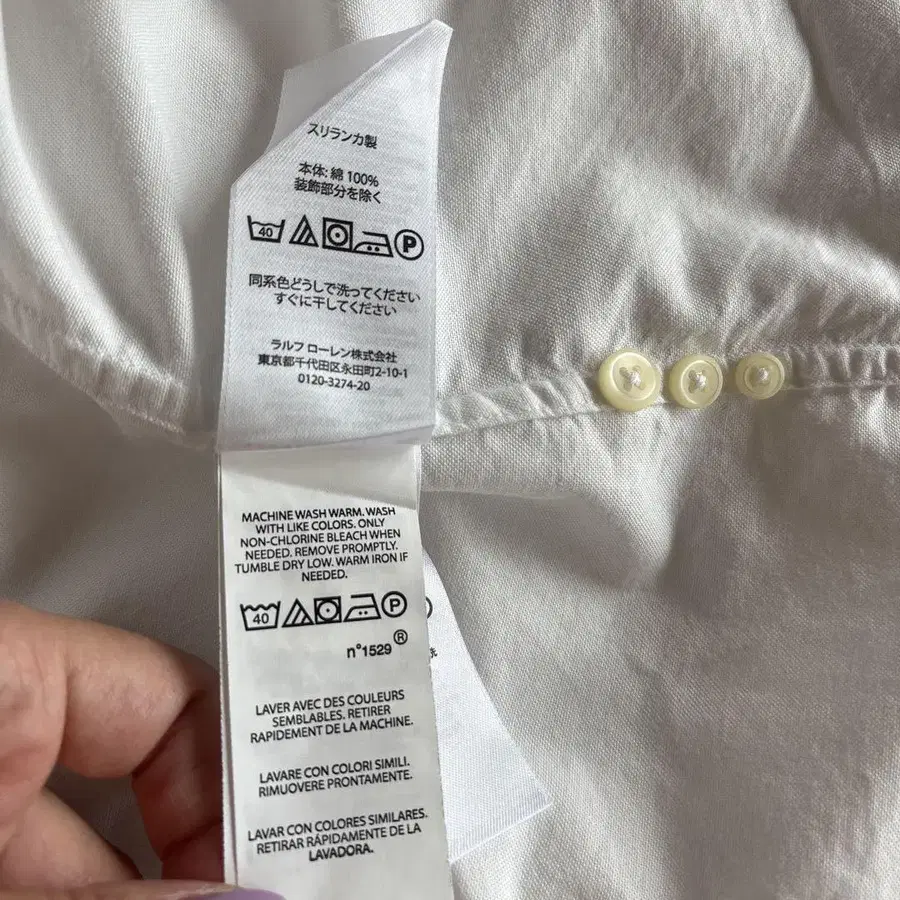 スリランカ製
本体: 綿 100%
装飾部分を除く
40
P
同系色どうしで洗ってください
すぐに干してください
ラルフ ローレン株式会社
東京都千代田区永田町2-10-1
0120-3274-20
MACHINE WASH WARM. WASH
WITH LIKE COLORS. ONLY
NON-CHLORINE BLEACH WHEN
NEEDED. REMOVE PROMPTLY.
TUMBLE DRY LOW. WARM IRON IF
NEEDED.
40
P
n°1529 ®
LAVER AVEC DES COULEURS
SEMBLABLES. RETIRER
RAPIDEMENT DE LA MACHINE.
LAVARE CON COLORI SIMILI.
RIMUOVERE PRONTAMENTE.
LAVAR CON COLORES SIMILARES.
RETIRAR RÁPIDAMENTE DE LA
LAVADORA.